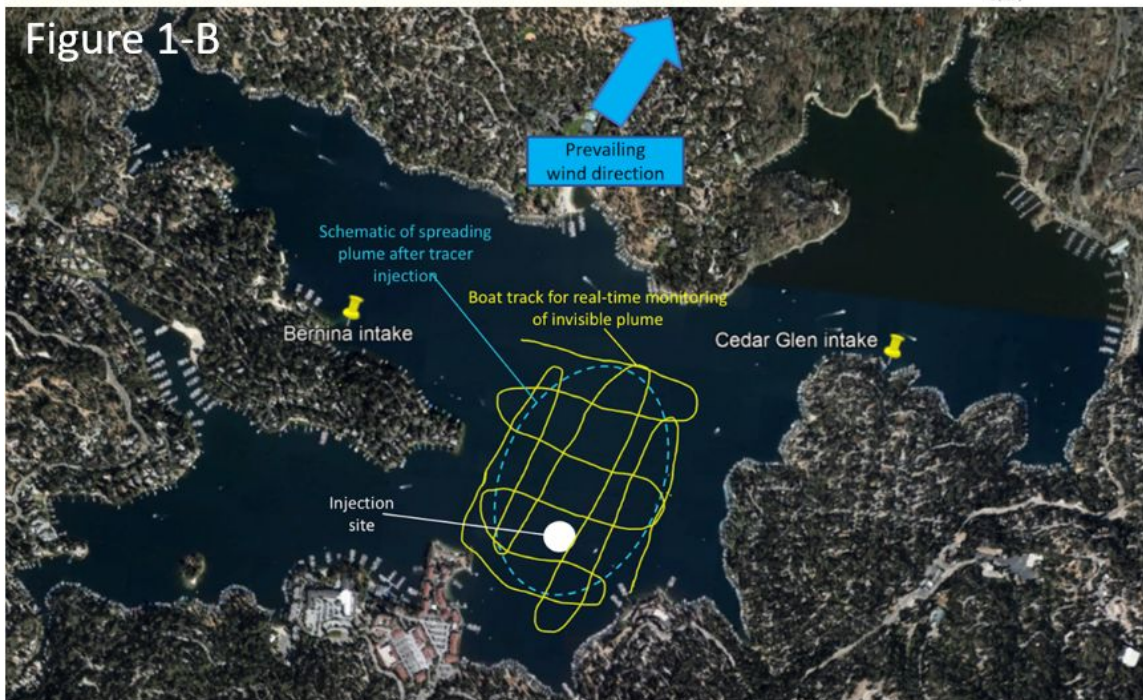 Figure 1-B
Prevailing
wind direction
Schematic of spreading
plume after tracer
injection
Boat track for real-time monitoring
of invisible plume
Bernina intake
Cedar Glen intake
Injection
site